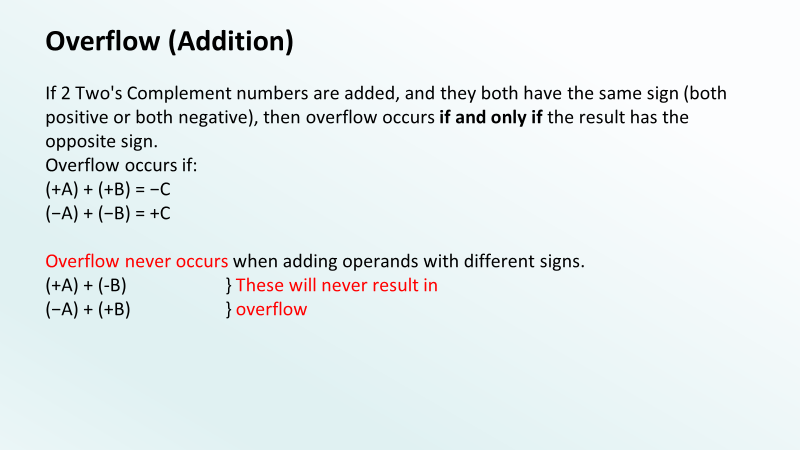 Overflow (Addition)
If 2 Two's Complement numbers are added, and they both have the same sign (both
positive or both negative), then overflow occurs if and only if the result has the
opposite sign.
Overflow occurs if:
(+A) + (+B) = −C
(−A) + (−B) = +C
Overflow never occurs when adding operands with different signs.
(+A) + (-B) } These will never result in
(−A) + (+B) } overflow